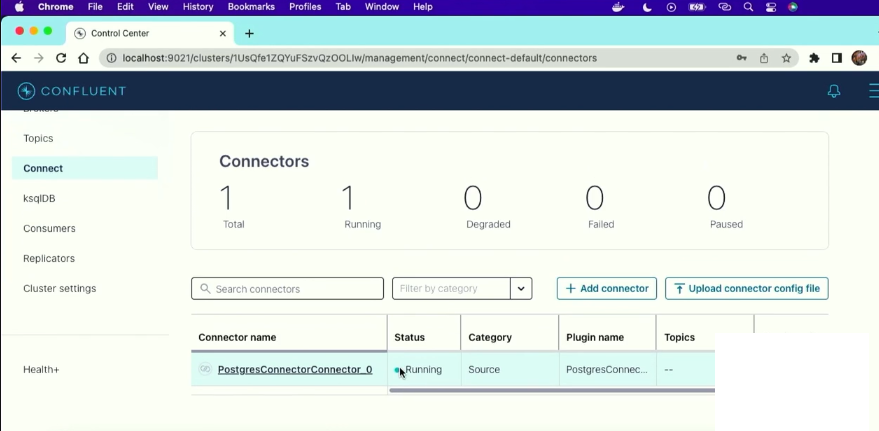 Chrome File Edit View History Bookmarks Profiles Tab Window Help
Control Center
localhost:9021/clusters/1UsQfe1ZQYuFSzvQzOOLIw/management/connect/connect-default/connectors
CONFLUENT
Brokers
Topics
Connect
ksqlDB
Consumers
Replicators
Cluster settings
Health+
Connectors
1 1 0 0 0
Total Running Degraded Failed Paused
Search connectors Filter by category Add connector Upload connector config file
Connector name Status Category Plugin name Topics
PostgresConnectorConnector_0 Running Source PostgresConnec... --